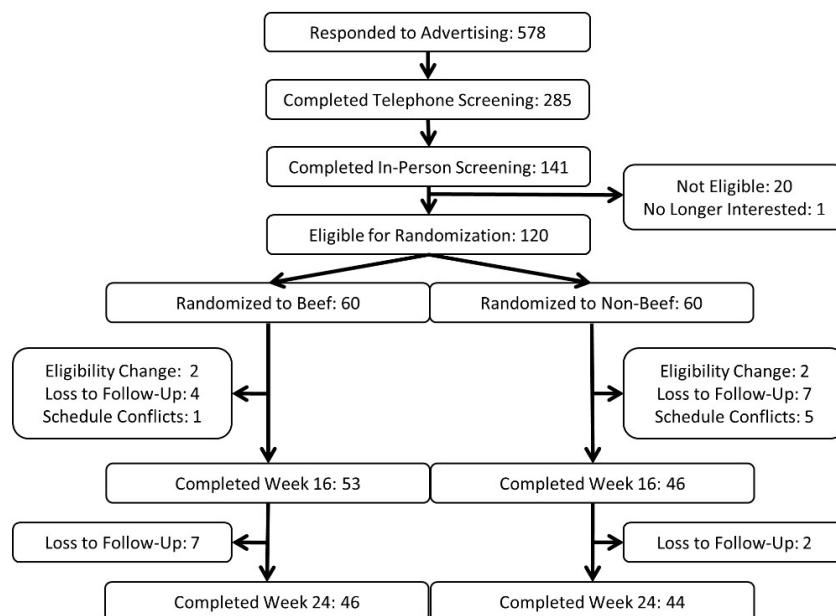 Responded to Advertising: 578
Completed Telephone Screening: 285
Completed In-Person Screening: 141
Not Eligible: 20
No Longer Interested: 1
Eligible for Randomization: 120
Randomized to Beef: 60
Randomized to Non-Beef: 60
Eligibility Change: 2
Loss to Follow-Up: 4
Schedule Conflicts: 1
Eligibility Change: 2
Loss to Follow-Up: 7
Schedule Conflicts: 5
Completed Week 16: 53
Completed Week 16: 46
Loss to Follow-Up: 7
Loss to Follow-Up: 2
Completed Week 24: 46
Completed Week 24: 44